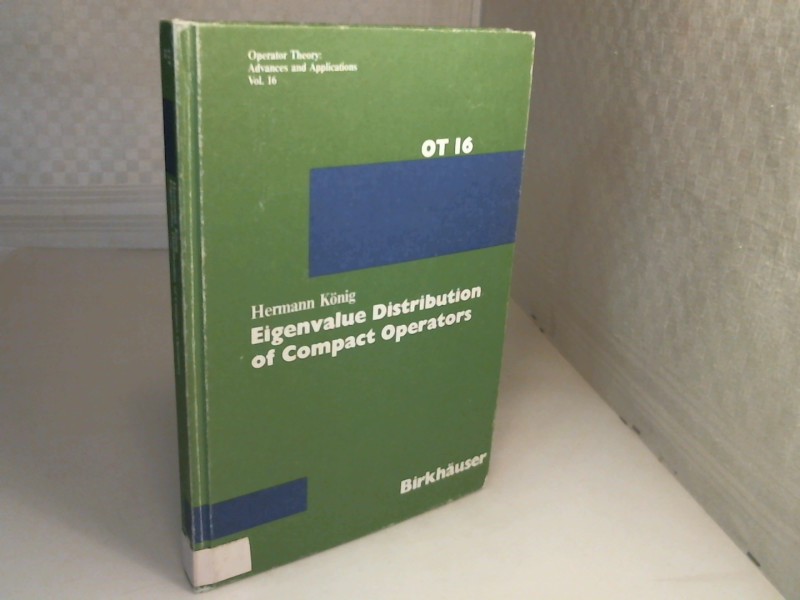 Operator Theory:
Advances and Applications
Vol. 16
OT 16
Hermann König
Eigenvalue Distribution
of Compact Operators
Birkhäuser